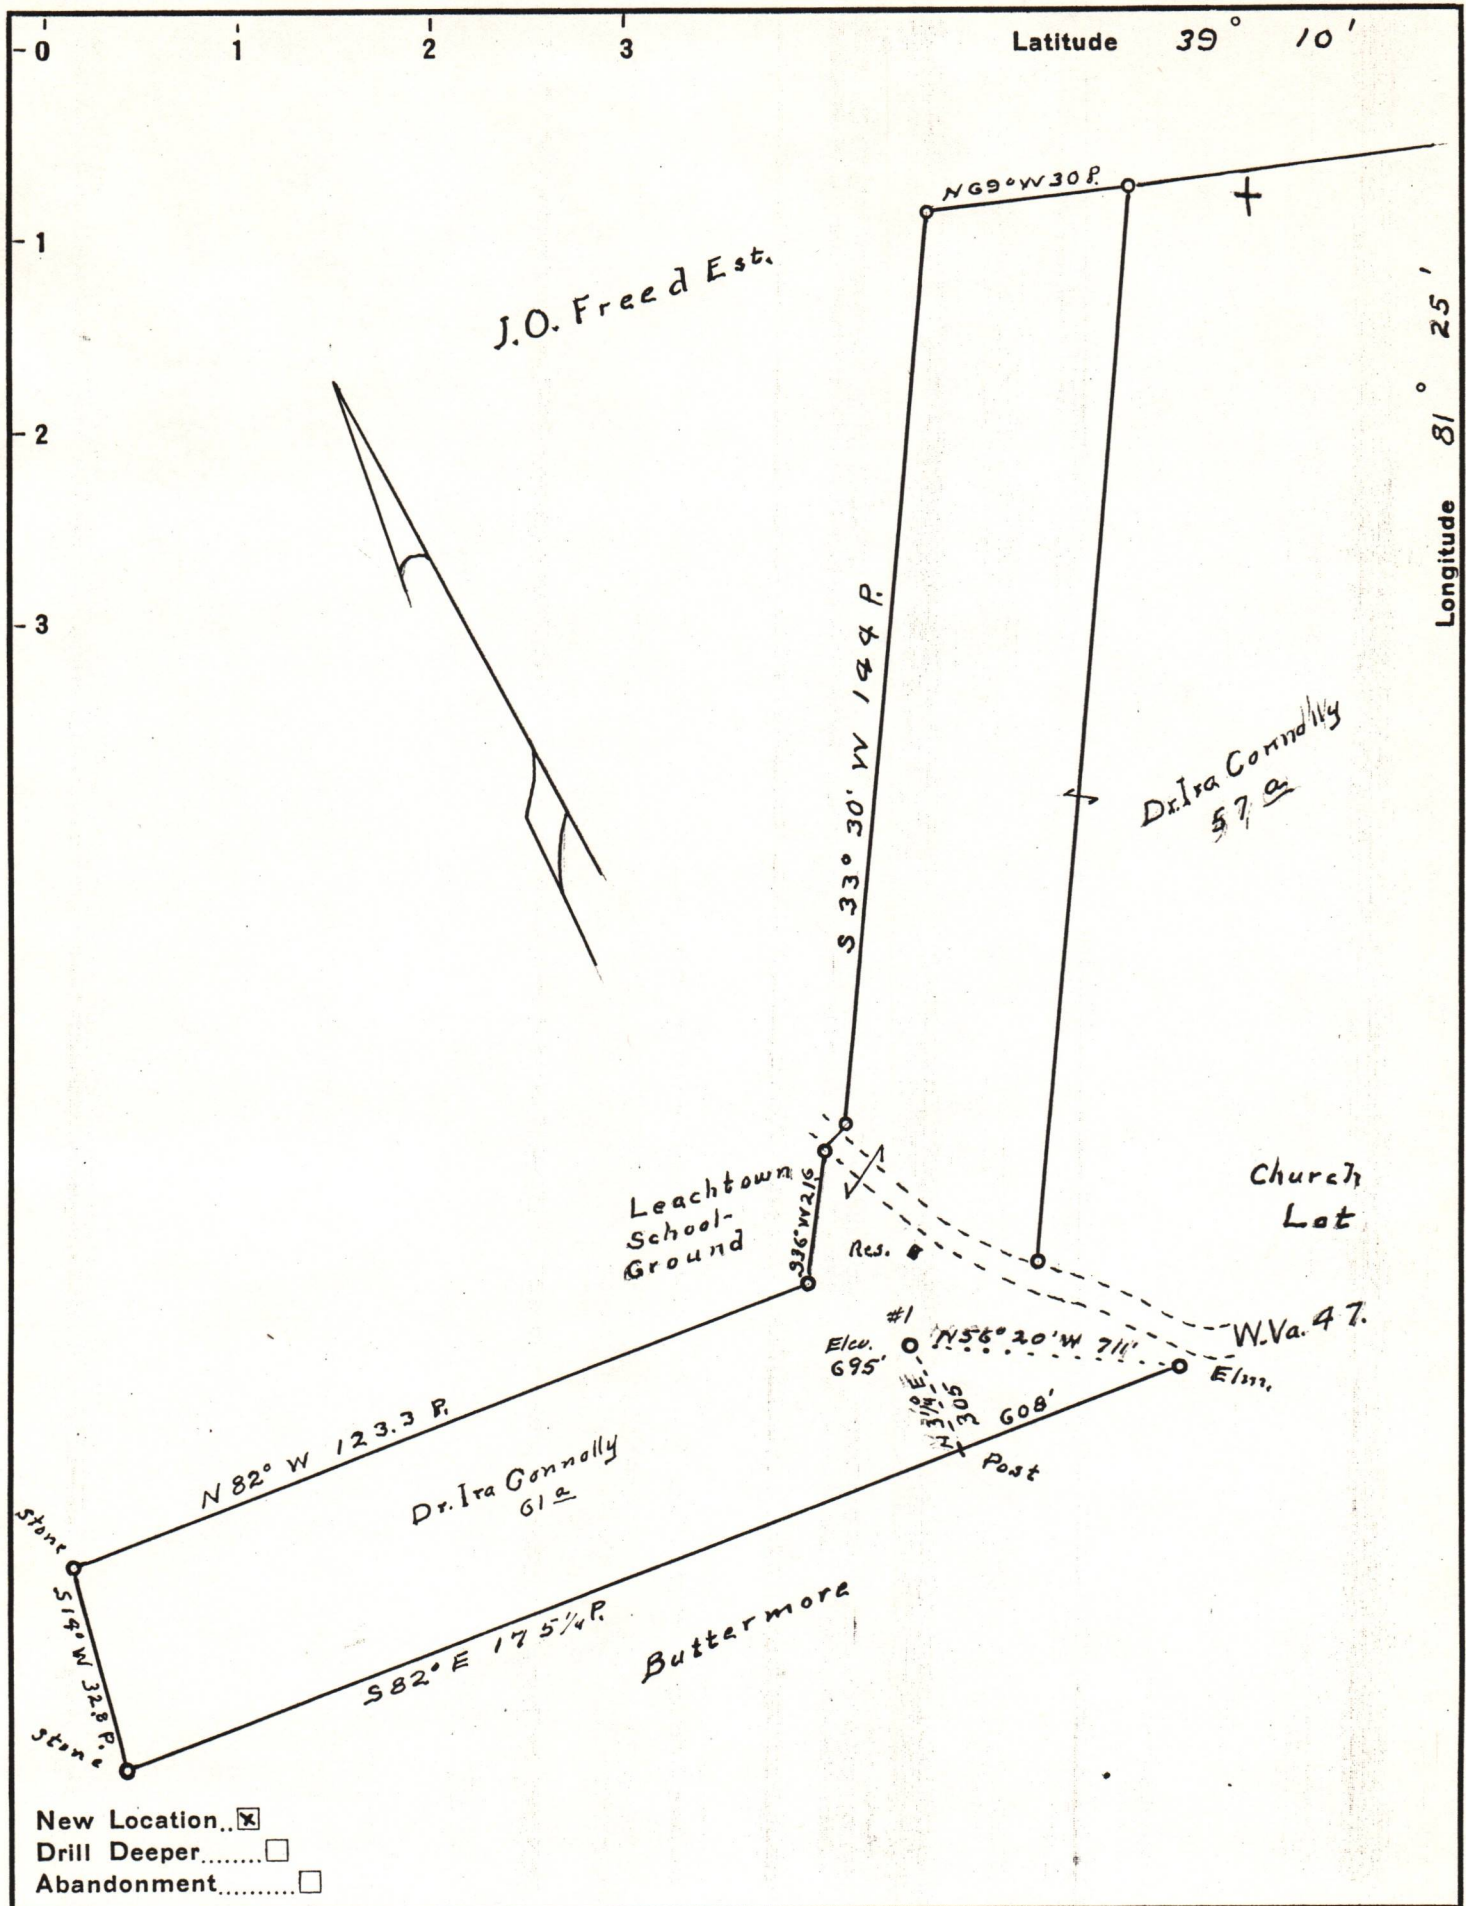 0 1 2 3 Latitude 39° 10'
1
2
3
Longitude 81° 25'
N69°W 30 P.
J.O. Freed Est.
S 33° 30' W 144 P.
Dr. Ira Connolly
57 a
Leachtown
School-
Ground
S36°W 21.6
Church
Lot
Res.
#1
Elev.
695'
N56° 20' W 711'
W.Va. 47.
Elm.
305
608'
Post
N 82° W 123.3 P.
Dr. Ira Connolly
61 a
Stone
S14° W 32.8 P.
S82° E 175 1/4 P.
Buttermore
Stone
New Location..☒
Drill Deeper........☐
Abandonment..........☐